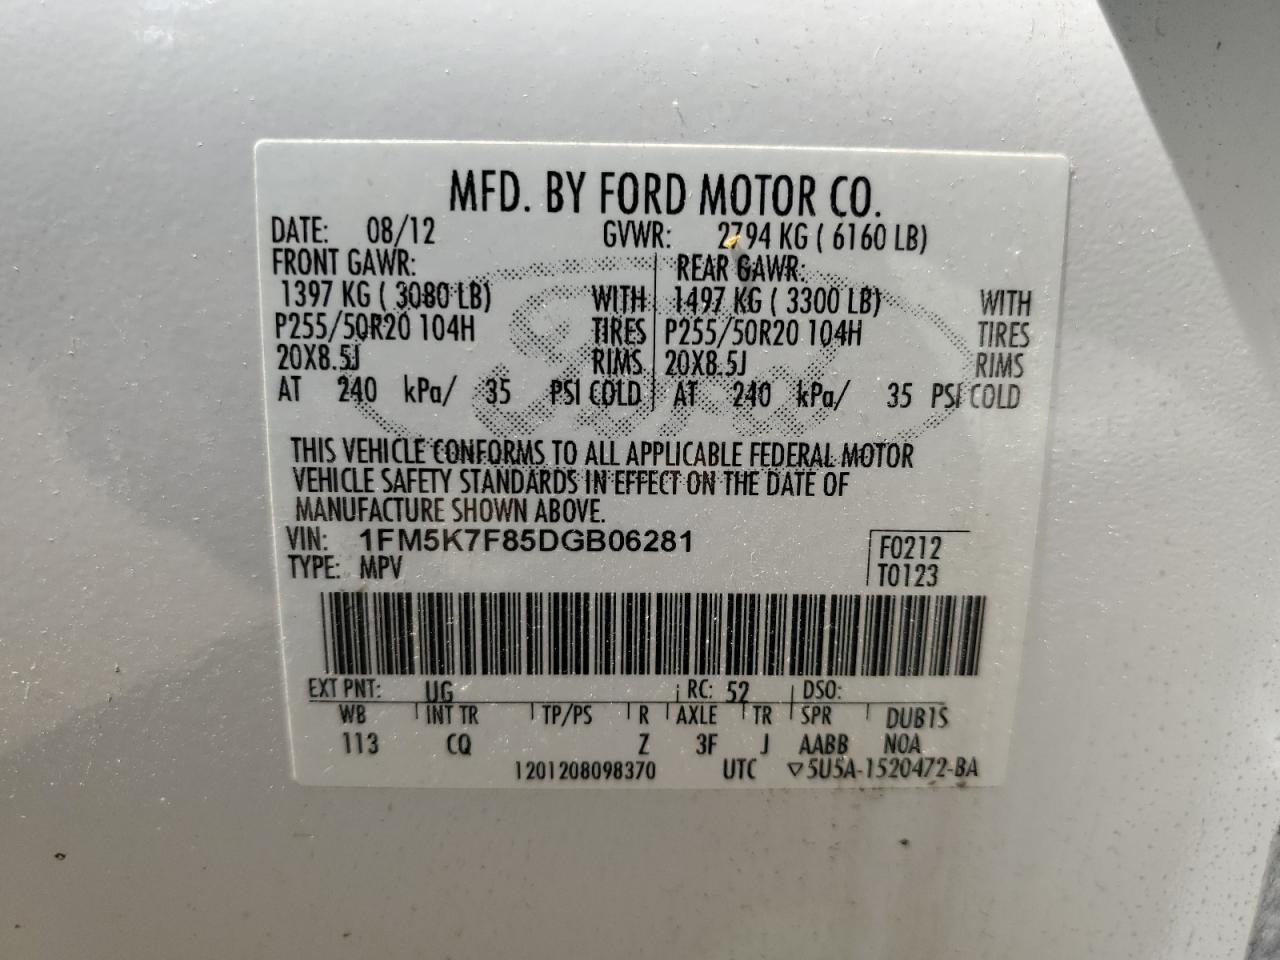 MFD. BY FORD MOTOR CO.
DATE: 08/12 GVWR: 2794 KG ( 6160 LB)
FRONT GAWR: REAR GAWR:
1397 KG ( 3080 LB) WITH 1497 KG ( 3300 LB) WITH
P255/50R20 104H TIRES P255/50R20 104H TIRES
20X8.5J RIMS 20X8.5J RIMS
AT 240 kPa/ 35 PSI COLD AT 240 kPa/ 35 PSI COLD
THIS VEHICLE CONFORMS TO ALL APPLICABLE FEDERAL MOTOR
VEHICLE SAFETY STANDARDS IN EFFECT ON THE DATE OF
MANUFACTURE SHOWN ABOVE.
VIN: 1FM5K7F85DGB06281 F0212
TYPE: MPV T0123
EXT PNT: UG RC: 52 DSO:
WB INT TR TP/PS R AXLE TR SPR DUB1S
113 CQ Z 3F J AABB NOA
1201208098370 UTC ▽5U5A-1520472-BA
Ford